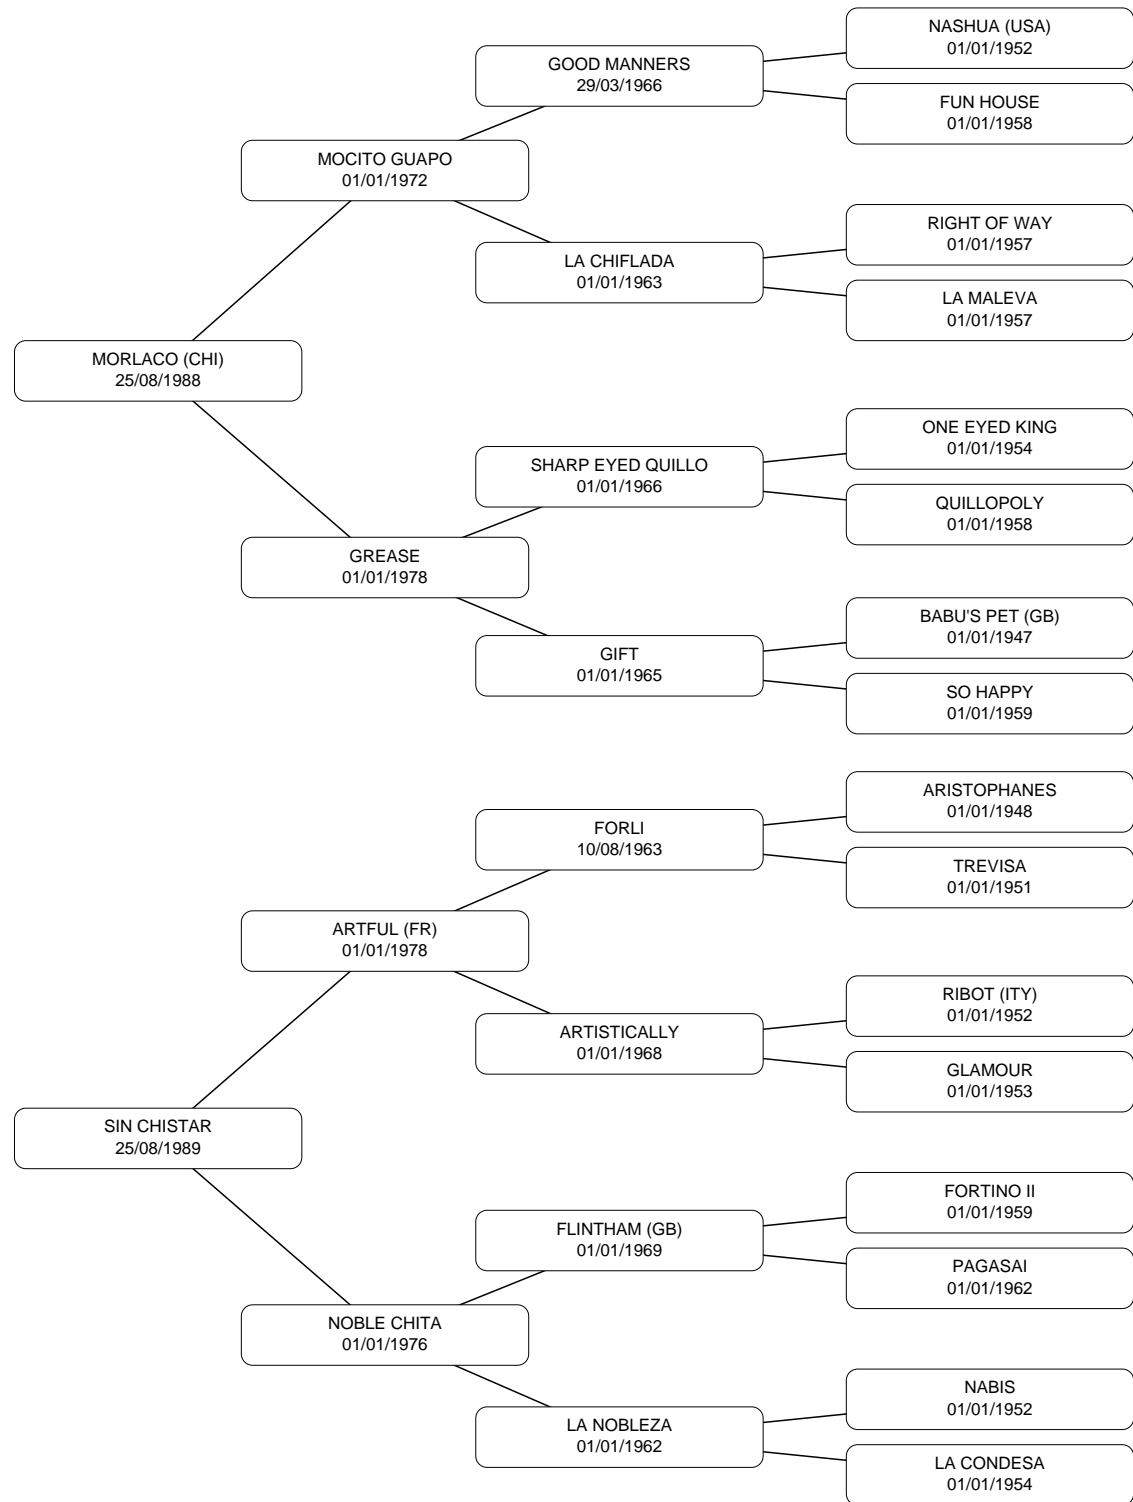 NASHUA (USA)
01/01/1952
GOOD MANNERS
29/03/1966
FUN HOUSE
01/01/1958
MOCITO GUAPO
01/01/1972
RIGHT OF WAY
01/01/1957
LA CHIFLADA
01/01/1963
LA MALEVA
01/01/1957
MORLACO (CHI)
25/08/1988
ONE EYED KING
01/01/1954
SHARP EYED QUILLO
01/01/1966
QUILLOPOLY
01/01/1958
GREASE
01/01/1978
BABU'S PET (GB)
01/01/1947
GIFT
01/01/1965
SO HAPPY
01/01/1959
ARISTOPHANES
01/01/1948
FORLI
10/08/1963
TREVISA
01/01/1951
ARTFUL (FR)
01/01/1978
RIBOT (ITY)
01/01/1952
ARTISTICALLY
01/01/1968
GLAMOUR
01/01/1953
SIN CHISTAR
25/08/1989
FORTINO II
01/01/1959
FLINTHAM (GB)
01/01/1969
PAGASAI
01/01/1962
NOBLE CHITA
01/01/1976
NABIS
01/01/1952
LA NOBLEZA
01/01/1962
LA CONDESA
01/01/1954